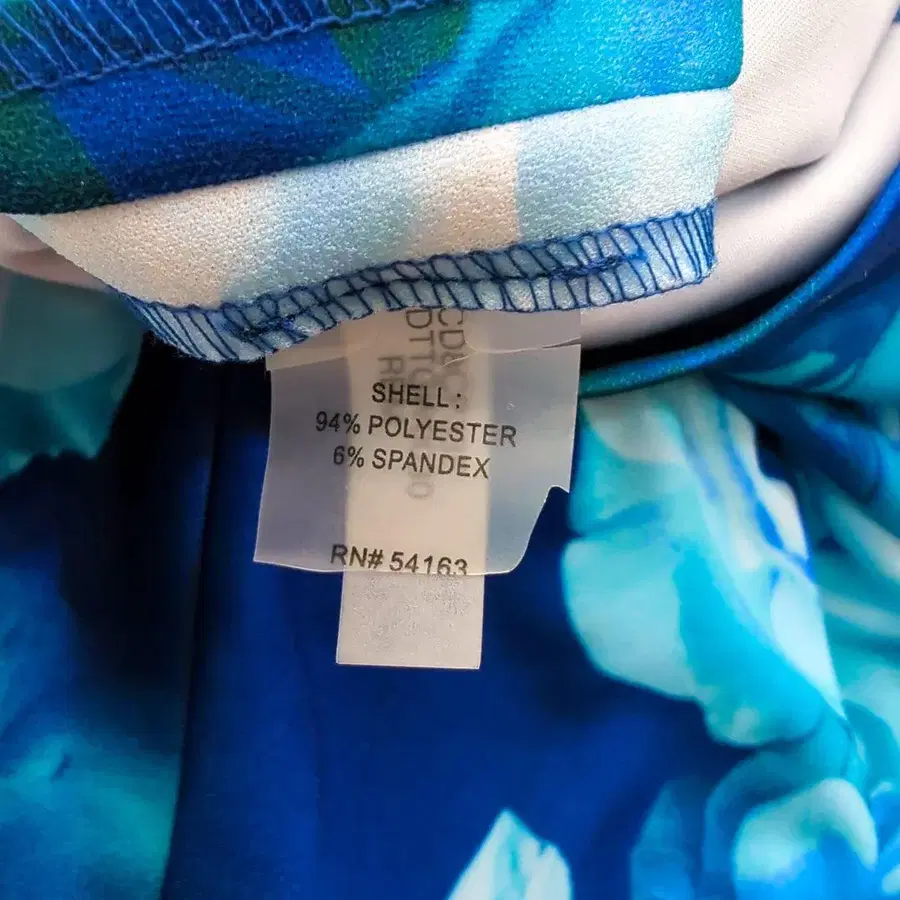 SHELL:
94% POLYESTER
6% SPANDEX
RN# 54163